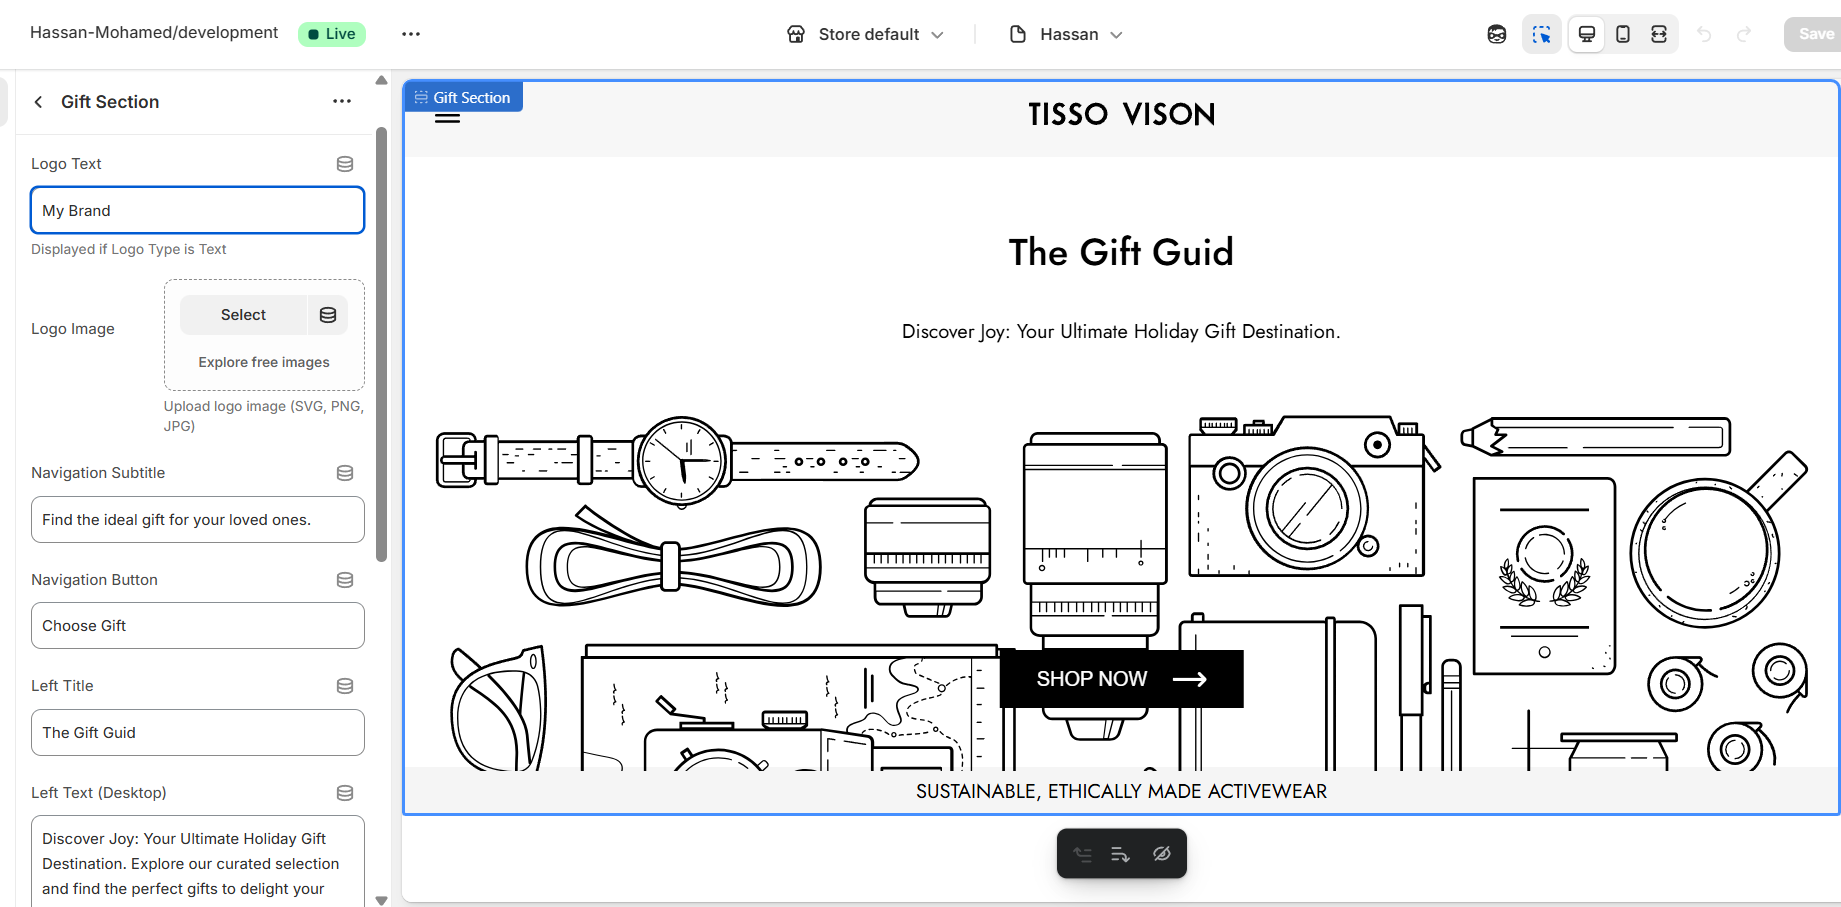 Hassan-Mohamed/development
Live
Store default
Hassan
Save
Gift Section
Logo Text
My Brand
Displayed if Logo Type is Text
Logo Image
Select
Explore free images
Upload logo image (SVG, PNG,
JPG)
Navigation Subtitle
Find the ideal gift for your loved ones.
Navigation Button
Choose Gift
Left Title
The Gift Guid
Left Text (Desktop)
Discover Joy: Your Ultimate Holiday Gift
Destination. Explore our curated selection
and find the perfect gifts to delight your
Gift Section
TISSO VISON
The Gift Guid
Discover Joy: Your Ultimate Holiday Gift Destination.
SHOP NOW
SUSTAINABLE, ETHICALLY MADE ACTIVEWEAR